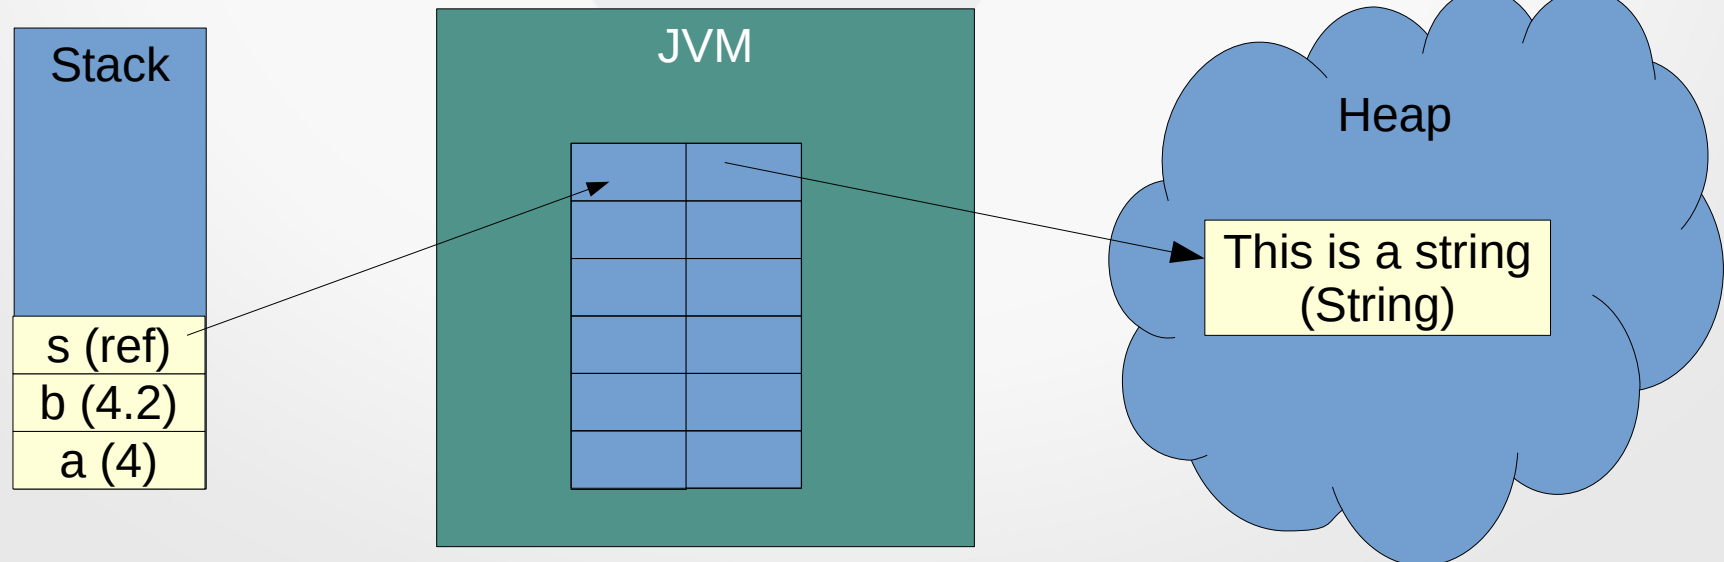 Stack
s (ref)
b (4.2)
a (4)
JVM
Heap
This is a string
(String)